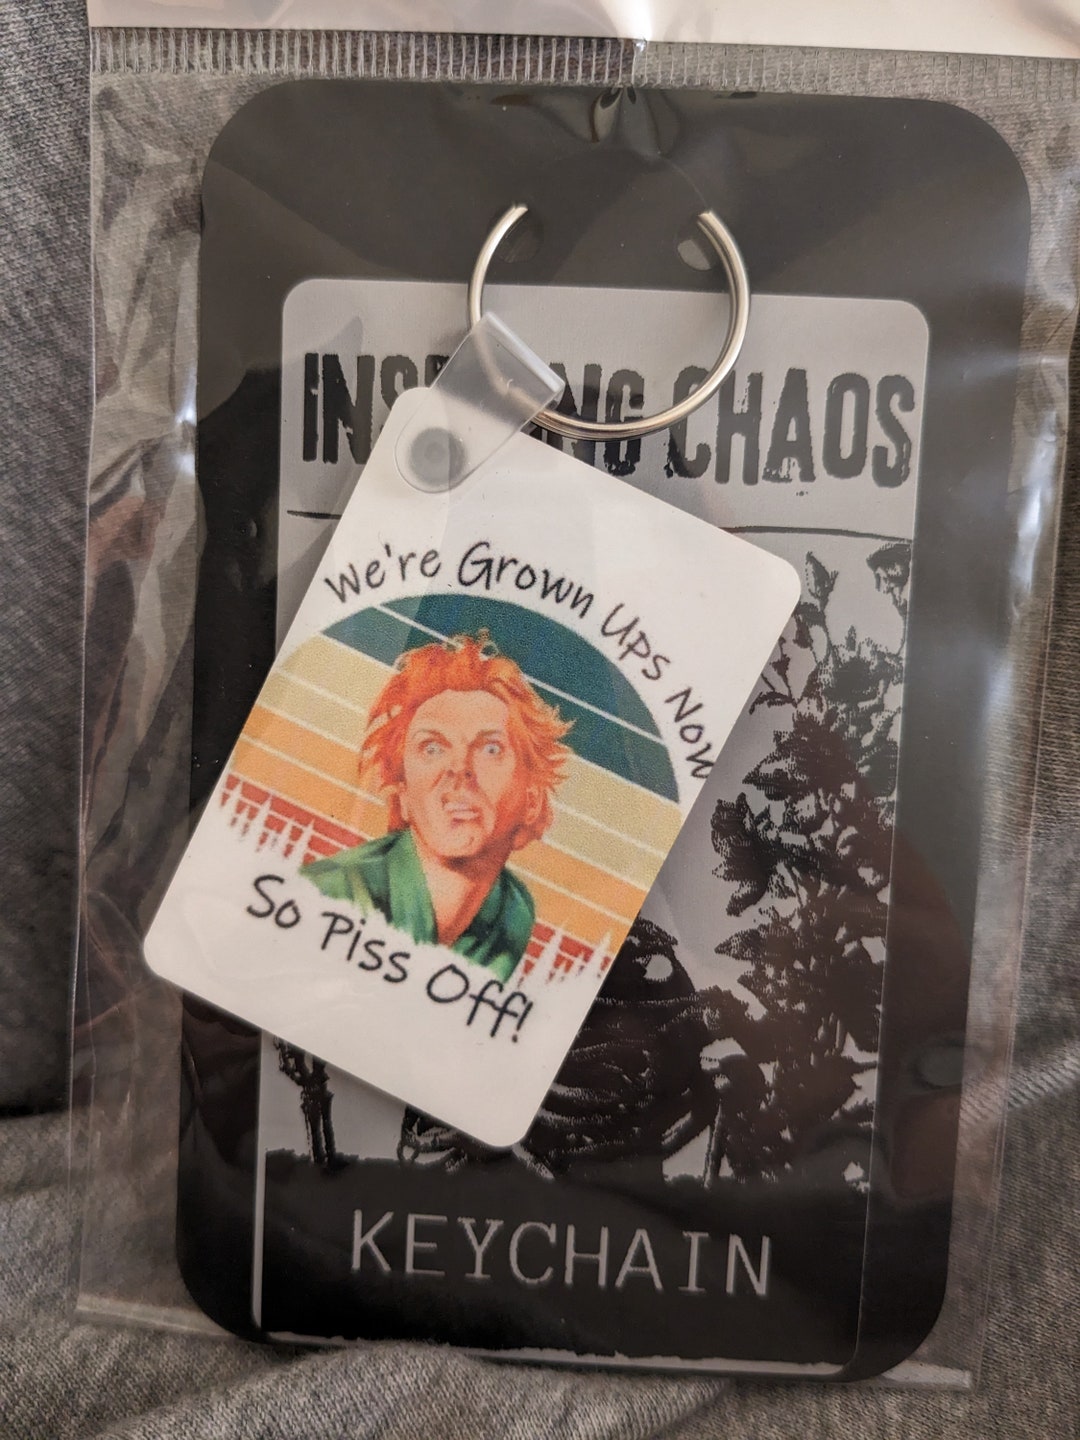 CHAOS
We're Grown Ups Now
So Piss Off!
KEYCHAIN